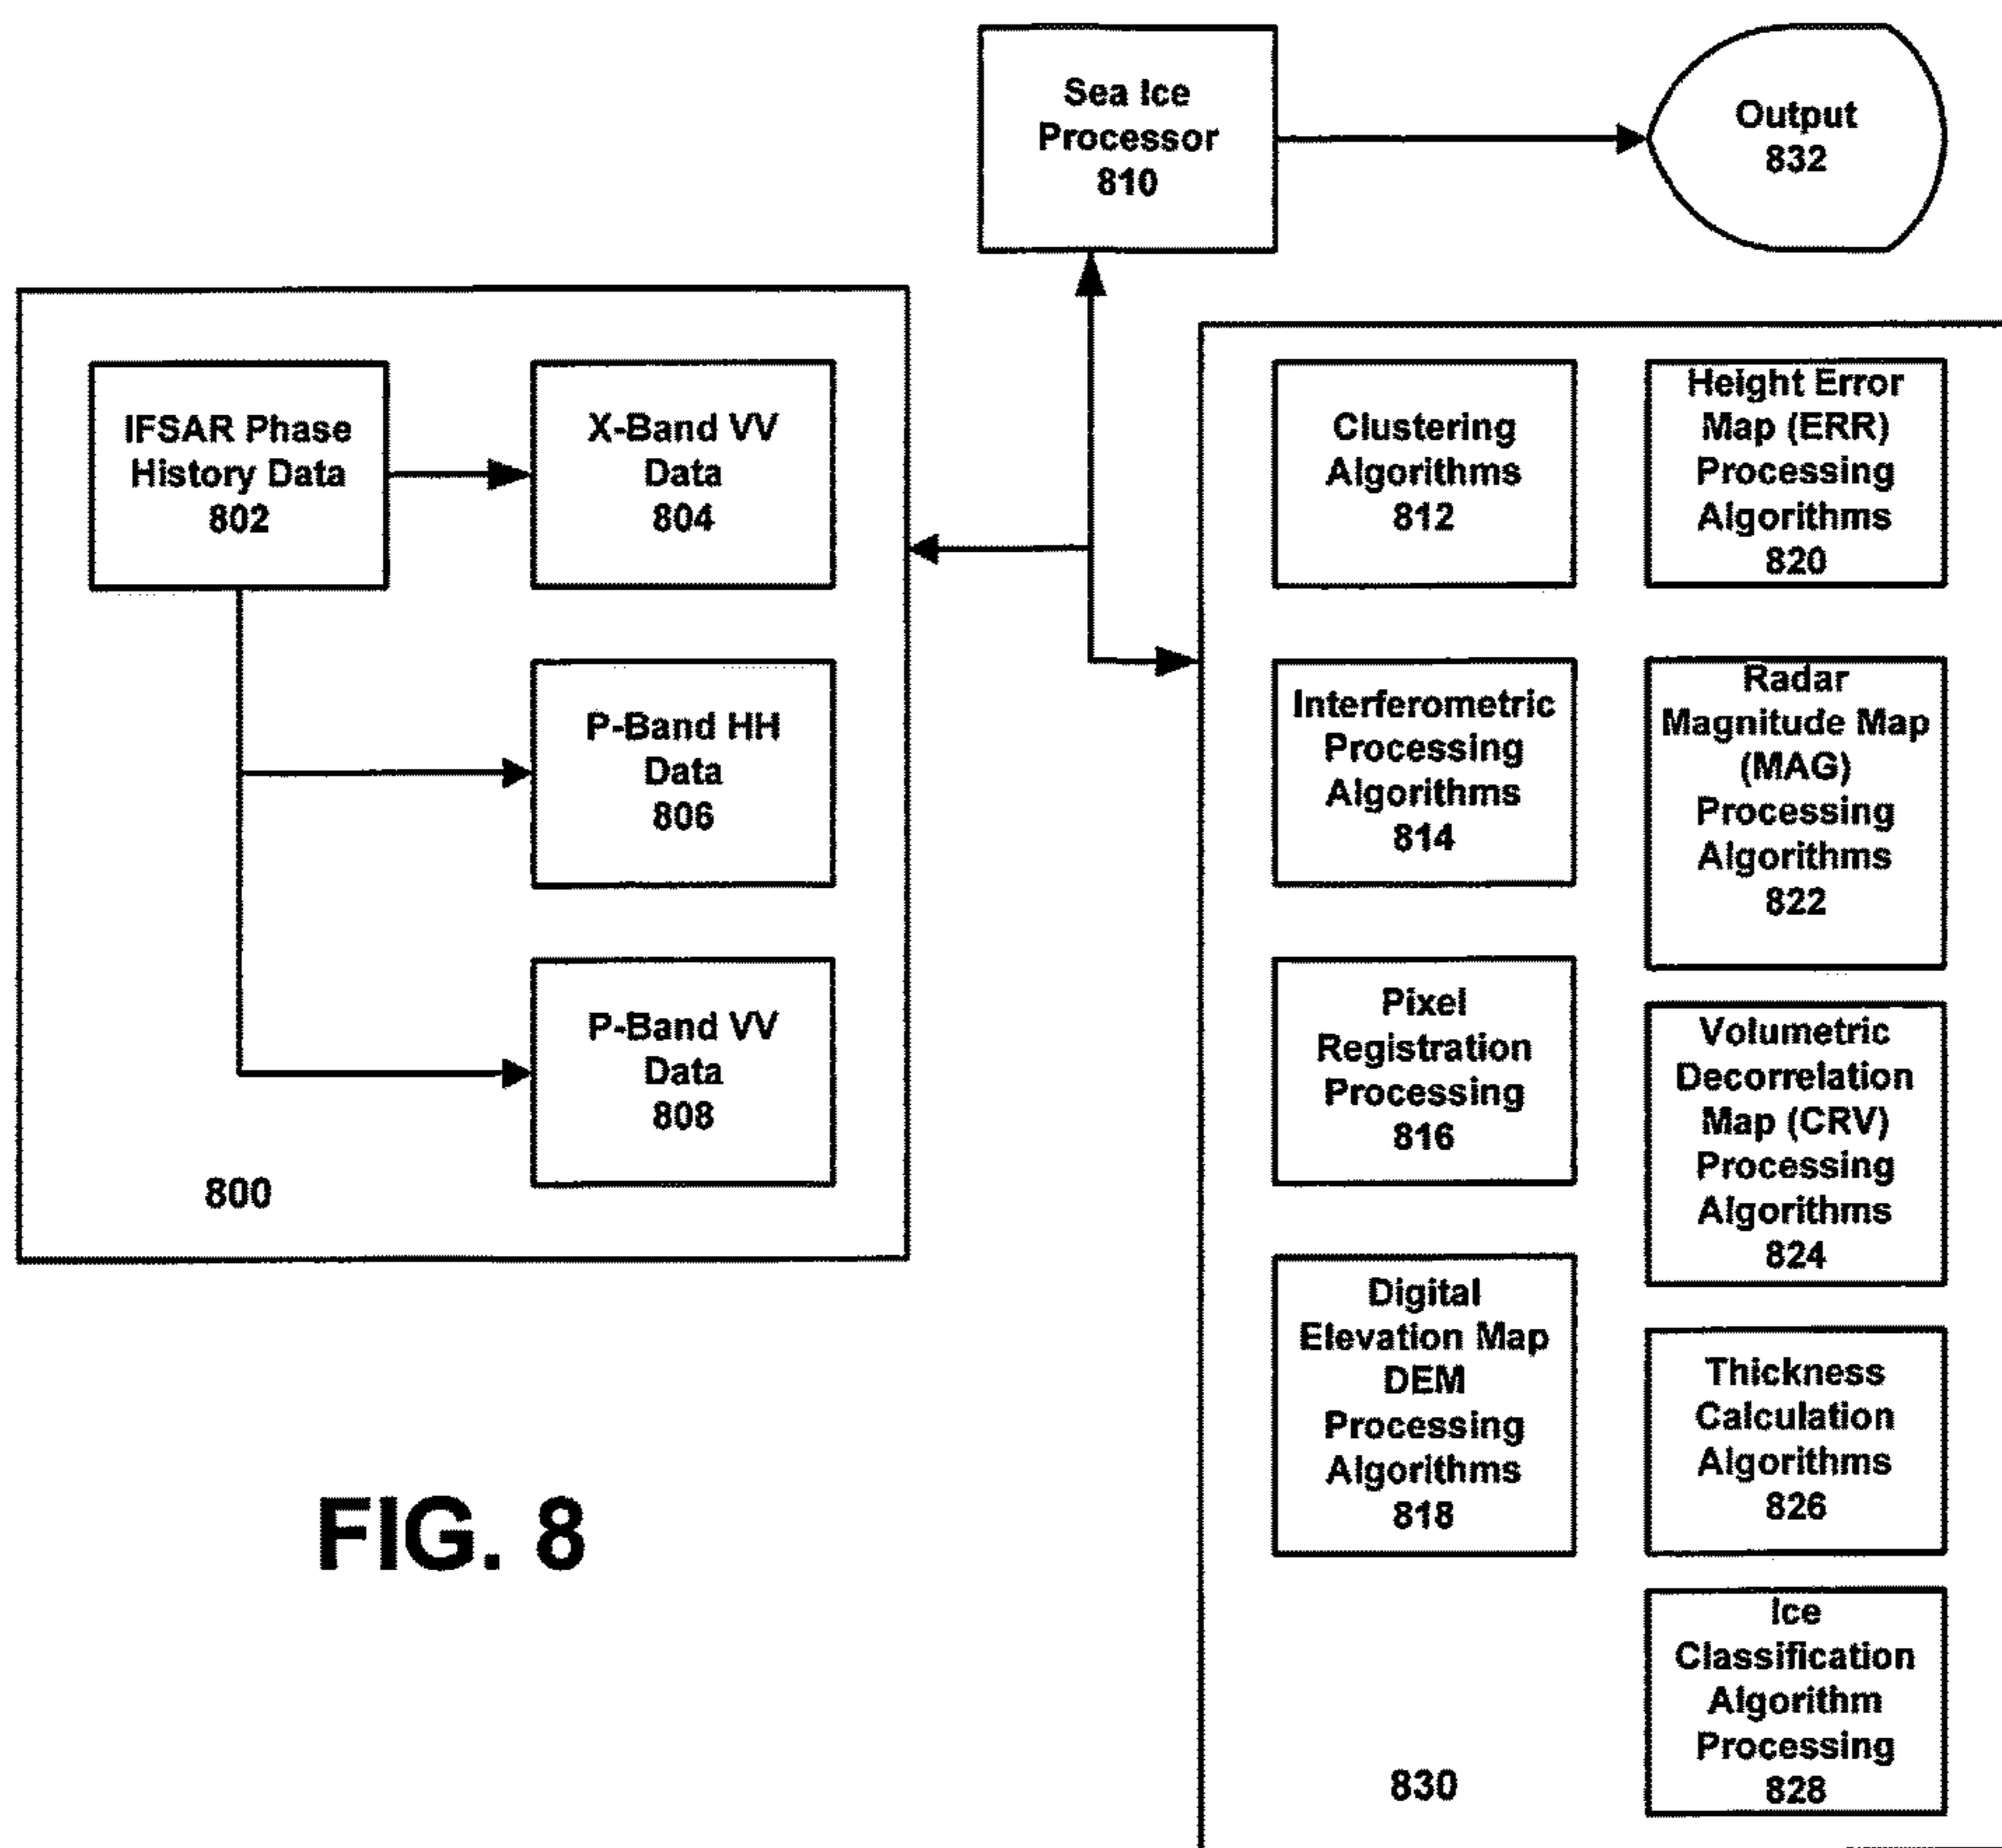 Sea Ice
Processor
810
Output
832
IFSAR Phase
History Data
802
X-Band VV
Data
804
P-Band HH
Data
806
P-Band VV
Data
808
800
Clustering
Algorithms
812
Height Error
Map (ERR)
Processing
Algorithms
820
Interferometric
Processing
Algorithms
814
Radar
Magnitude Map
(MAG)
Processing
Algorithms
822
Pixel
Registration
Processing
816
Volumetric
Decorrelation
Map (CRV)
Processing
Algorithms
824
Digital
Elevation Map
DEM
Processing
Algorithms
818
Thickness
Calculation
Algorithms
826
Ice
Classification
Algorithm
Processing
828
830
FIG. 8